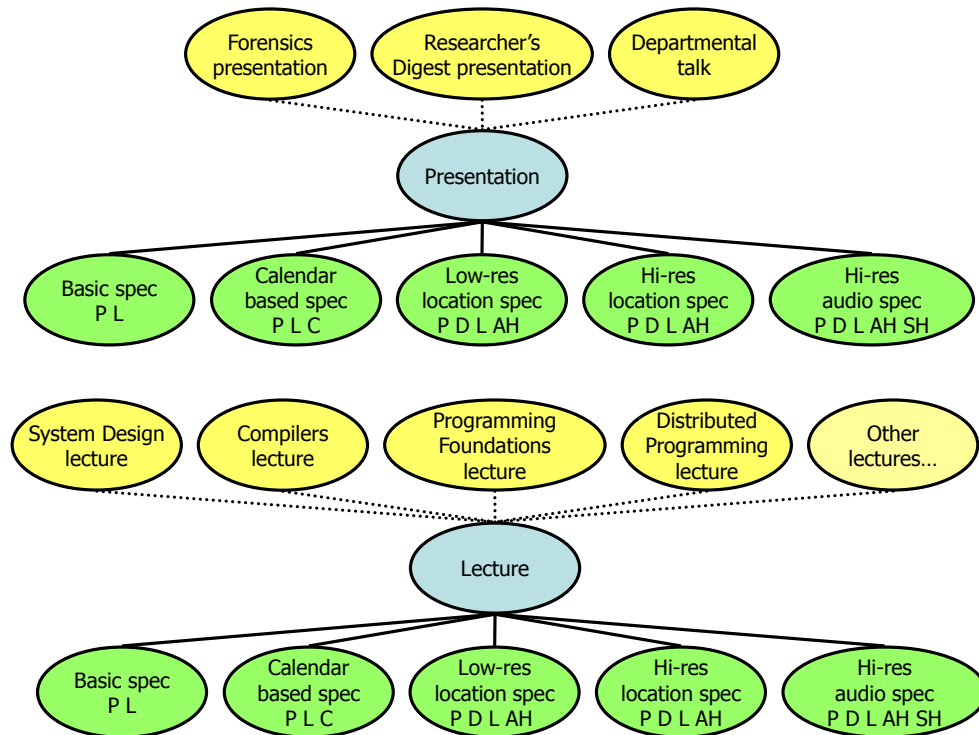 Forensics
presentation
Researcher’s
Digest presentation
Departmental
talk
Presentation
Basic spec
P L
Calendar
based spec
P L C
Low-res
location spec
P D L AH
Hi-res
location spec
P D L AH
Hi-res
audio spec
P D L AH SH
System Design
lecture
Compilers
lecture
Programming
Foundations
lecture
Distributed
Programming
lecture
Other
lectures…
Lecture
Basic spec
P L
Calendar
based spec
P L C
Low-res
location spec
P D L AH
Hi-res
location spec
P D L AH
Hi-res
audio spec
P D L AH SH